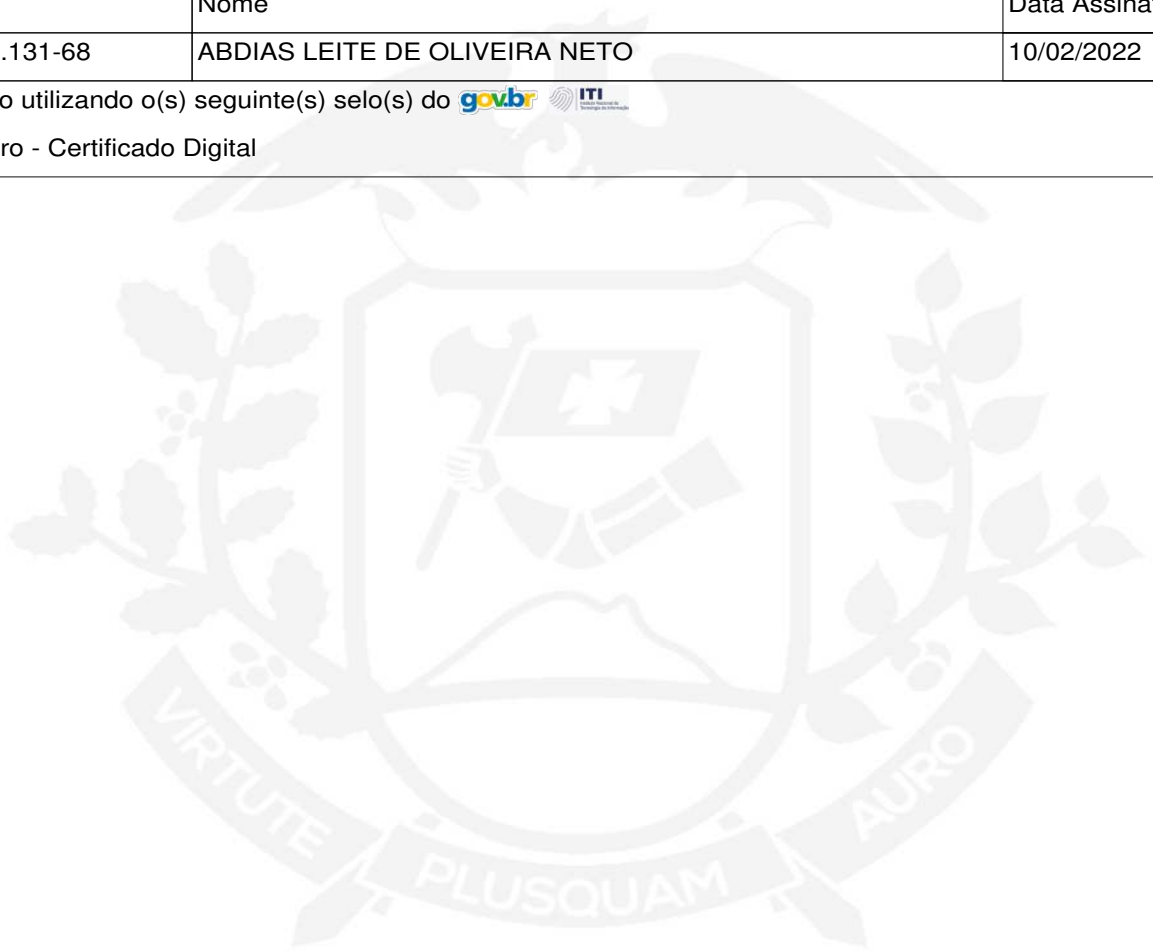 Nome Data Assinat
.131-68 ABDIAS LEITE DE OLIVEIRA NETO 10/02/2022
o utilizando o(s) seguinte(s) selo(s) do gov.br ITI
ro - Certificado Digital
VIRTUTE
PLUSQUAM
AURO